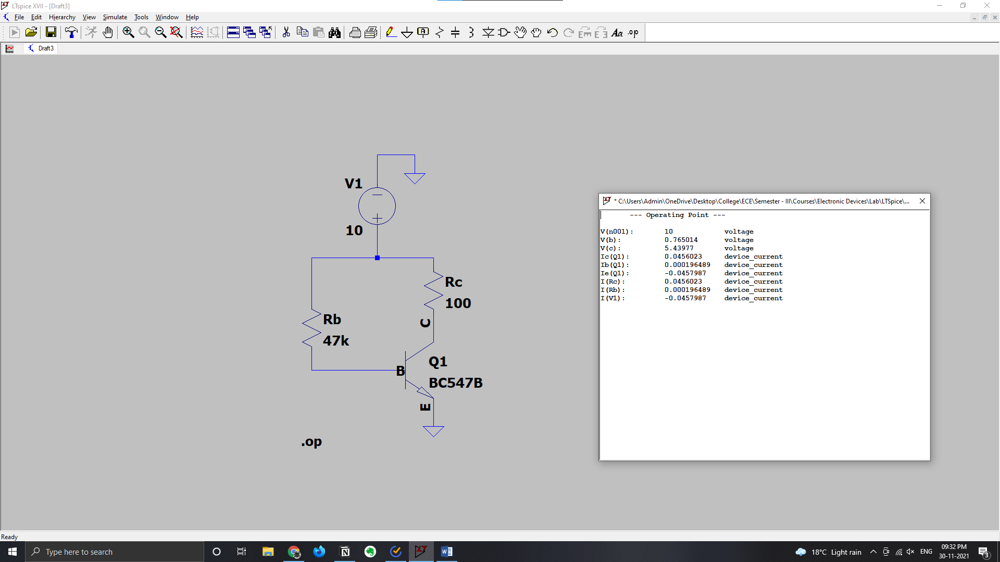 LTspice XVII - [Draft3]
File Edit Hierarchy View Simulate Tools Window Help
Draft3
V1
10
Rc
100
C
Rb
47k
B
Q1
BC547B
E
.op
* C:\Users\Admin\OneDrive\Desktop\College\ECE\Semester - III\Courses\Electronic Devices\Lab\LTSpice\...
--- Operating Point ---
V(n001): 10 voltage
V(b): 0.765014 voltage
V(c): 5.43977 voltage
Ic(Q1): 0.0456023 device_current
Ib(Q1): 0.000196489 device_current
Ie(Q1): -0.0457987 device_current
I(Rc): 0.0456023 device_current
I(Rb): 0.000196489 device_current
I(V1): -0.0457987 device_current
Ready
Type here to search
18°C Light rain
ENG
09:32 PM
30-11-2021
3